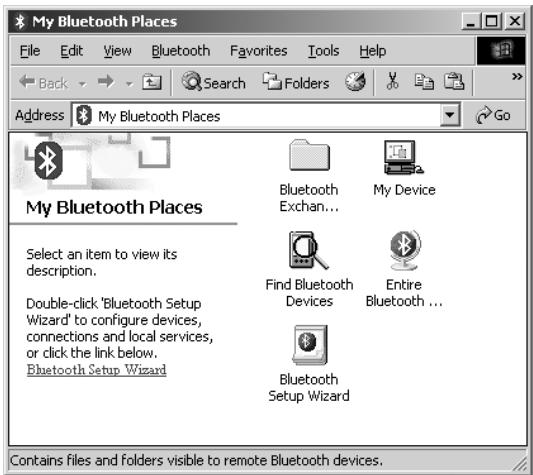 My Bluetooth Places
File Edit View Bluetooth Favorites Tools Help
Back Search Folders »
Address My Bluetooth Places Go
My Bluetooth Places
Select an item to view its
description.
Double-click 'Bluetooth Setup
Wizard' to configure devices,
connections and local services,
or click the link below.
Bluetooth Setup Wizard
Bluetooth
Exchan...
My Device
Find Bluetooth
Devices
Entire
Bluetooth ...
Bluetooth
Setup Wizard
Contains files and folders visible to remote Bluetooth devices.